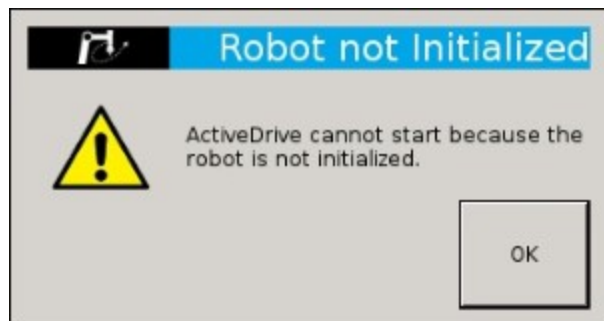 Robot not Initialized
ActiveDrive cannot start because the
robot is not initialized.
OK